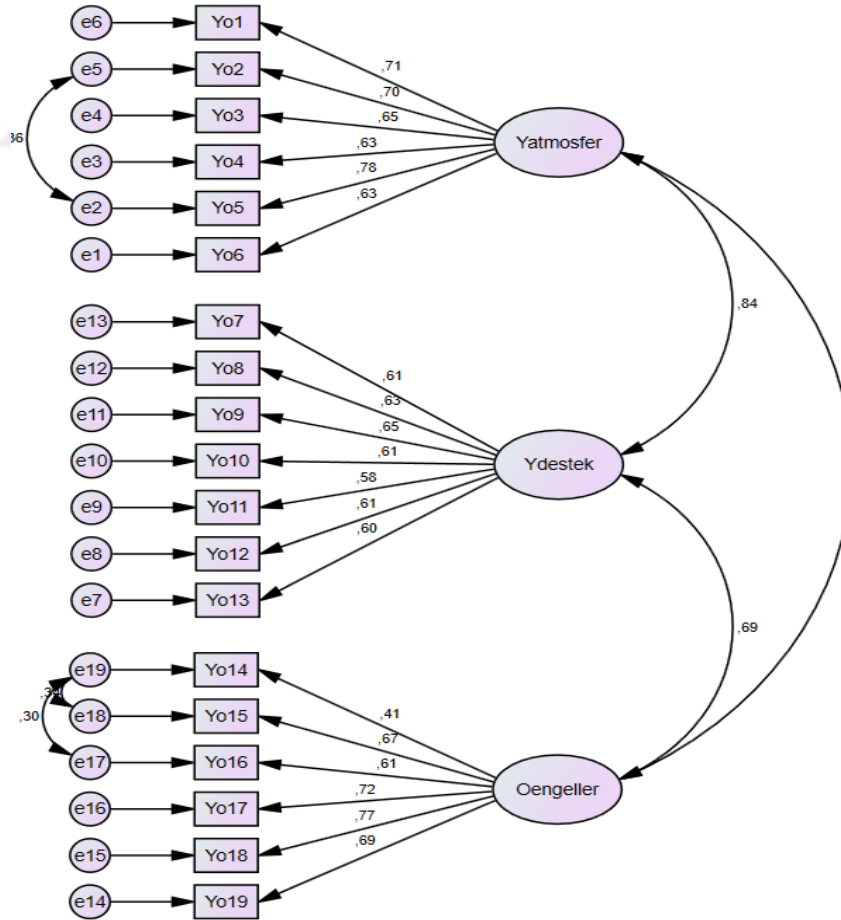 e6 Yo1
,71
e5 Yo2
,70
e4 Yo3
,65
e3 Yo4
,63
Yatmosfer
,78
e2 Yo5
,63
e1 Yo6
,84
e13 Yo7
,61
e12 Yo8
,63
e11 Yo9
,65
e10 Yo10
,61
Ydestek
e9 Yo11
,58
e8 Yo12
,61
e7 Yo13
,60
,69
e19 Yo14
,30
e18 Yo15
,41
,67
e17 Yo16
,61
Oengeller
e16 Yo17
,72
e15 Yo18
,77
e14 Yo19
,69